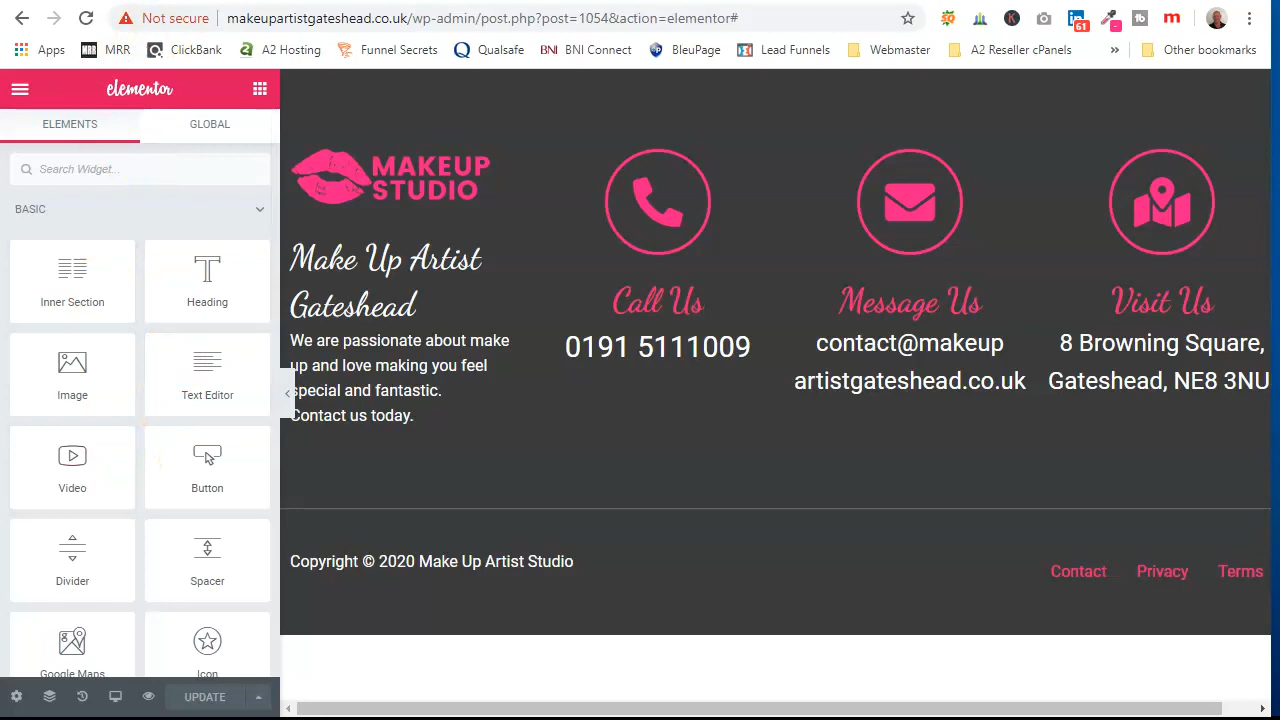 Not secure
makeupartistgateshead.co.uk/wp-admin/post.php?post=1054&action=elementor#
61
Apps
MRR
ClickBank
A2 Hosting
Funnel Secrets
Qualsafe
BNI
BNI Connect
BleuPage
Lead Funnels
Webmaster
A2 Reseller cPanels
»
Other bookmarks
elementor
ELEMENTS
GLOBAL
Search Widget...
BASIC
Inner Section
Heading
Image
Text Editor
Video
Button
Divider
Spacer
Google Maps
Icon
UPDATE
MAKEUP
STUDIO
Make Up Artist
Gateshead
We are passionate about make
up and love making you feel
special and fantastic.
Contact us today.
Call Us
0191 5111009
Message Us
contact@makeup
artistgateshead.co.uk
Visit Us
8 Browning Square,
Gateshead, NE8 3NU
Copyright © 2020 Make Up Artist Studio
Contact
Privacy
Terms